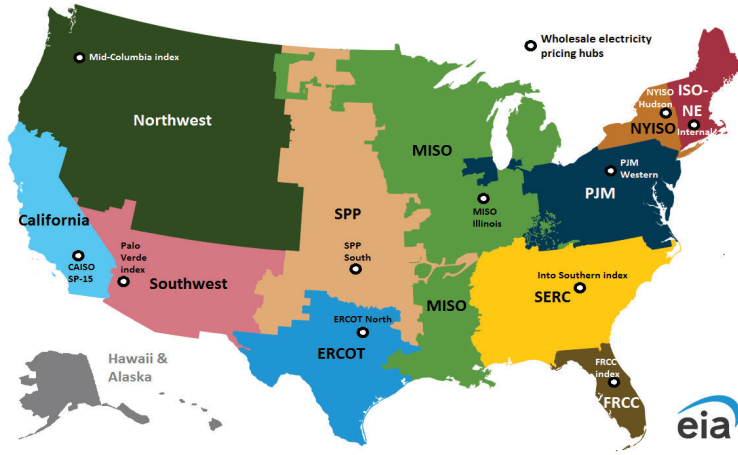 Wholesale electricity
pricing hubs
Mid-Columbia index
Northwest
MISO
NYISO
Hudson
ISO-
NE
NYISO
Internal
PJM
Western
PJM
MISO
Illinois
SPP
SPP
South
California
CAISO
SP-15
Palo
Verde
index
Southwest
Into Southern index
SERC
MISO
ERCOT North
ERCOT
Hawaii &
Alaska
FRCC
index
FRCC
eia